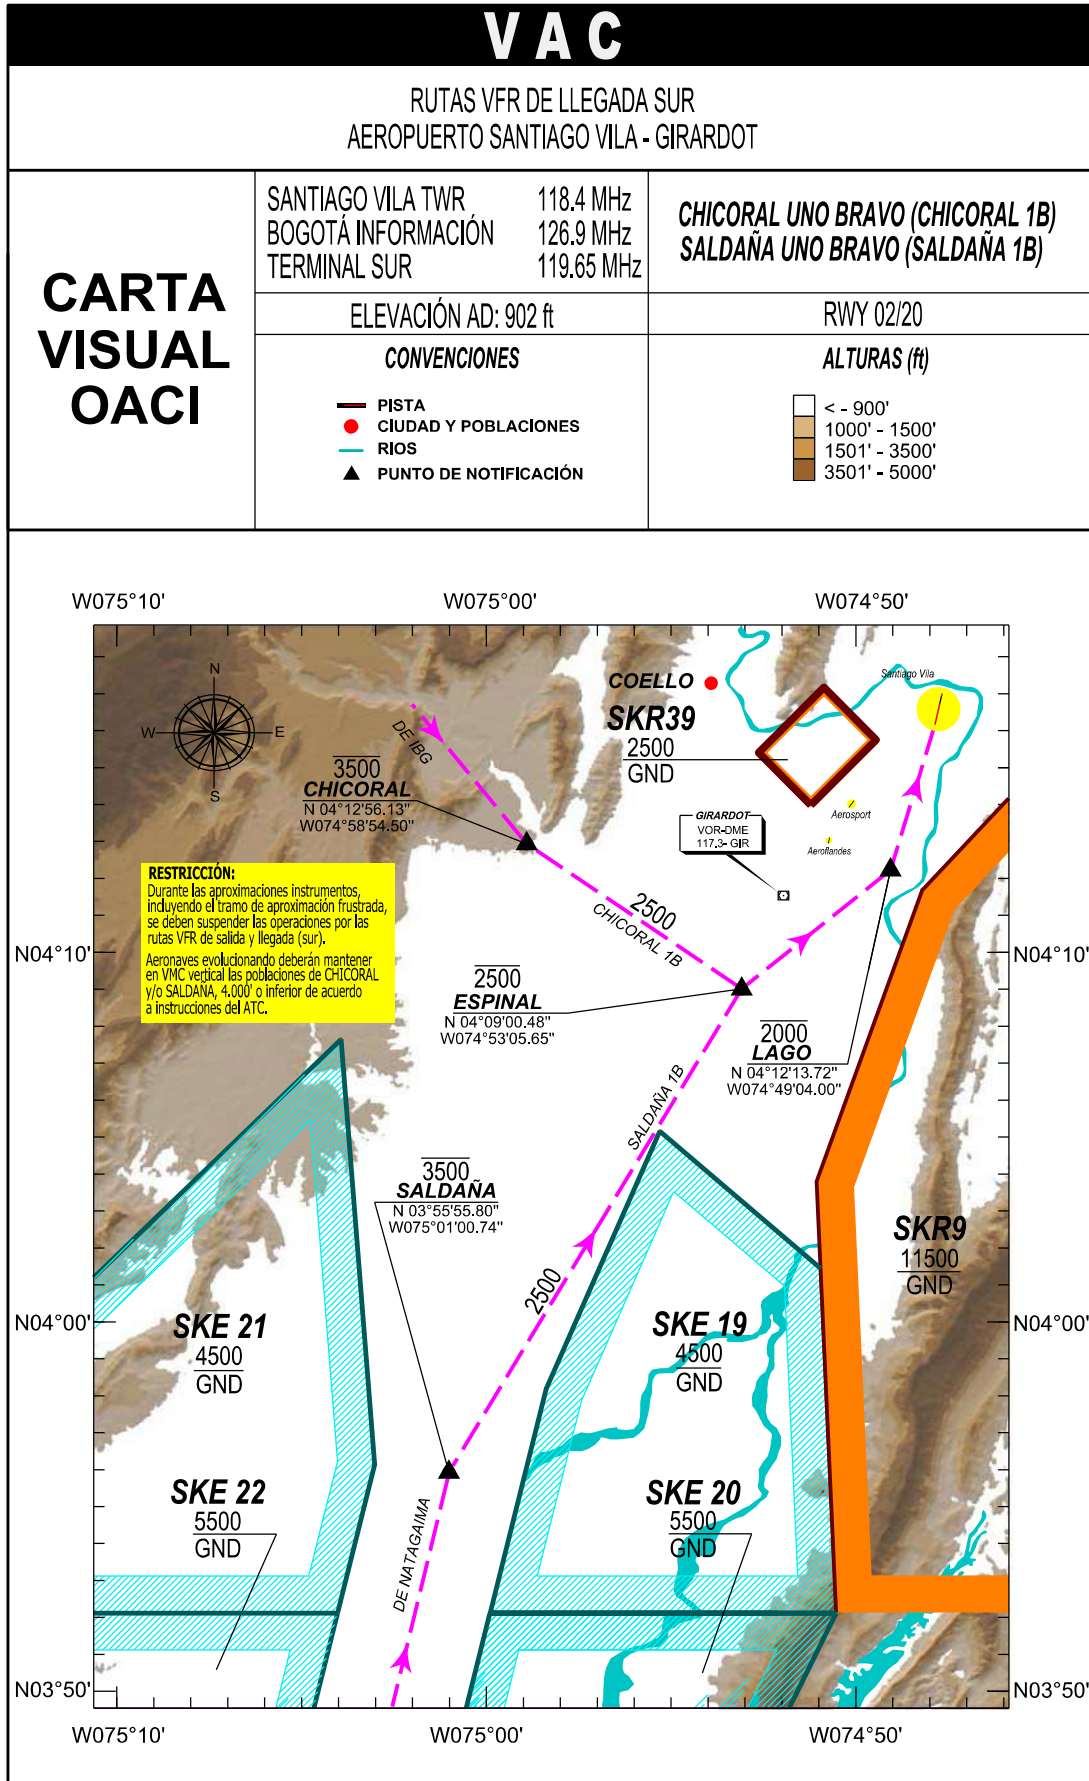 VAC
RUTAS VFR DE LLEGADA SUR
AEROPUERTO SANTIAGO VILA - GIRARDOT
CARTA
VISUAL
OACI
SANTIAGO VILA TWR 118.4 MHz
BOGOTÁ INFORMACIÓN 126.9 MHz
TERMINAL SUR 119.65 MHz
CHICORAL UNO BRAVO (CHICORAL 1B)
SALDAÑA UNO BRAVO (SALDAÑA 1B)
ELEVACIÓN AD: 902 ft
RWY 02/20
CONVENCIONES
PISTA
CIUDAD Y POBLACIONES
RIOS
PUNTO DE NOTIFICACIÓN
ALTURAS (ft)
< - 900'
1000' - 1500'
1501' - 3500'
3501' - 5000'
W075°10' W075°00' W074°50'
N
W E
S
COELLO
Santiago Vila
SKR39
2500
GND
DE IBG
3500
CHICORAL
N 04°12'56.13"
W074°58'54.50"
GIRARDOT
VOR-DME
117.3- GIR
Aerosport
Aeroflandes
RESTRICCIÓN:
Durante las aproximaciones instrumentos,
incluyendo el tramo de aproximación frustrada,
se deben suspender las operaciones por las
rutas VFR de salida y llegada (sur).
Aeronaves evolucionando deberán mantener
en VMC vertical las poblaciones de CHICORAL
y/o SALDAÑA, 4.000' o inferior de acuerdo
a instrucciones del ATC.
2500
CHICORAL 1B
N04°10' N04°10'
2500
ESPINAL
N 04°09'00.48"
W074°53'05.65"
2000
LAGO
N 04°12'13.72"
W074°49'04.00"
SALDAÑA 1B
3500
SALDAÑA
N 03°55'55.80"
W075°01'00.74"
2500
SKR9
11500
GND
N04°00' N04°00'
SKE 21
4500
GND
SKE 19
4500
GND
SKE 22
5500
GND
SKE 20
5500
GND
DE NATAGAIMA
N03°50' N03°50'
W075°10' W075°00' W074°50'